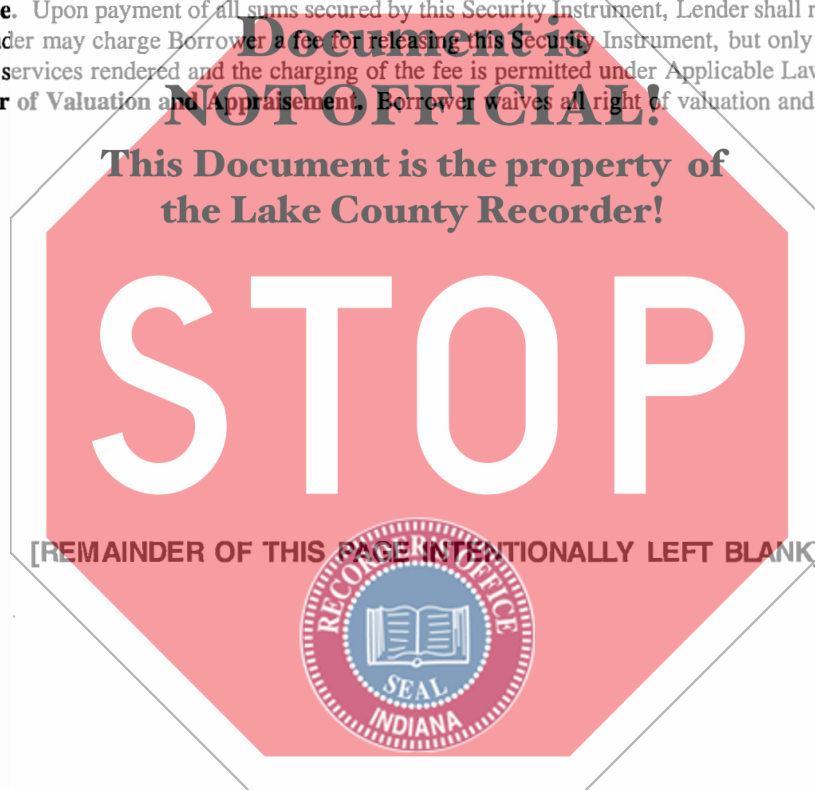 e. Upon payment of all sums secured by this Security Instrument, Lender shall
der may charge Borrower a fee for releasing this Security Instrument, but only
services rendered and the charging of the fee is permitted under Applicable Law
r of Valuation and Appraisement. Borrower waives all right of valuation and
Document is
NOT OFFICIAL!
This Document is the property of
the Lake County Recorder!
STOP
[REMAINDER OF THIS PAGE INTENTIONALLY LEFT BLANK]
RECORDER'S OFFICE
SEAL
INDIANA